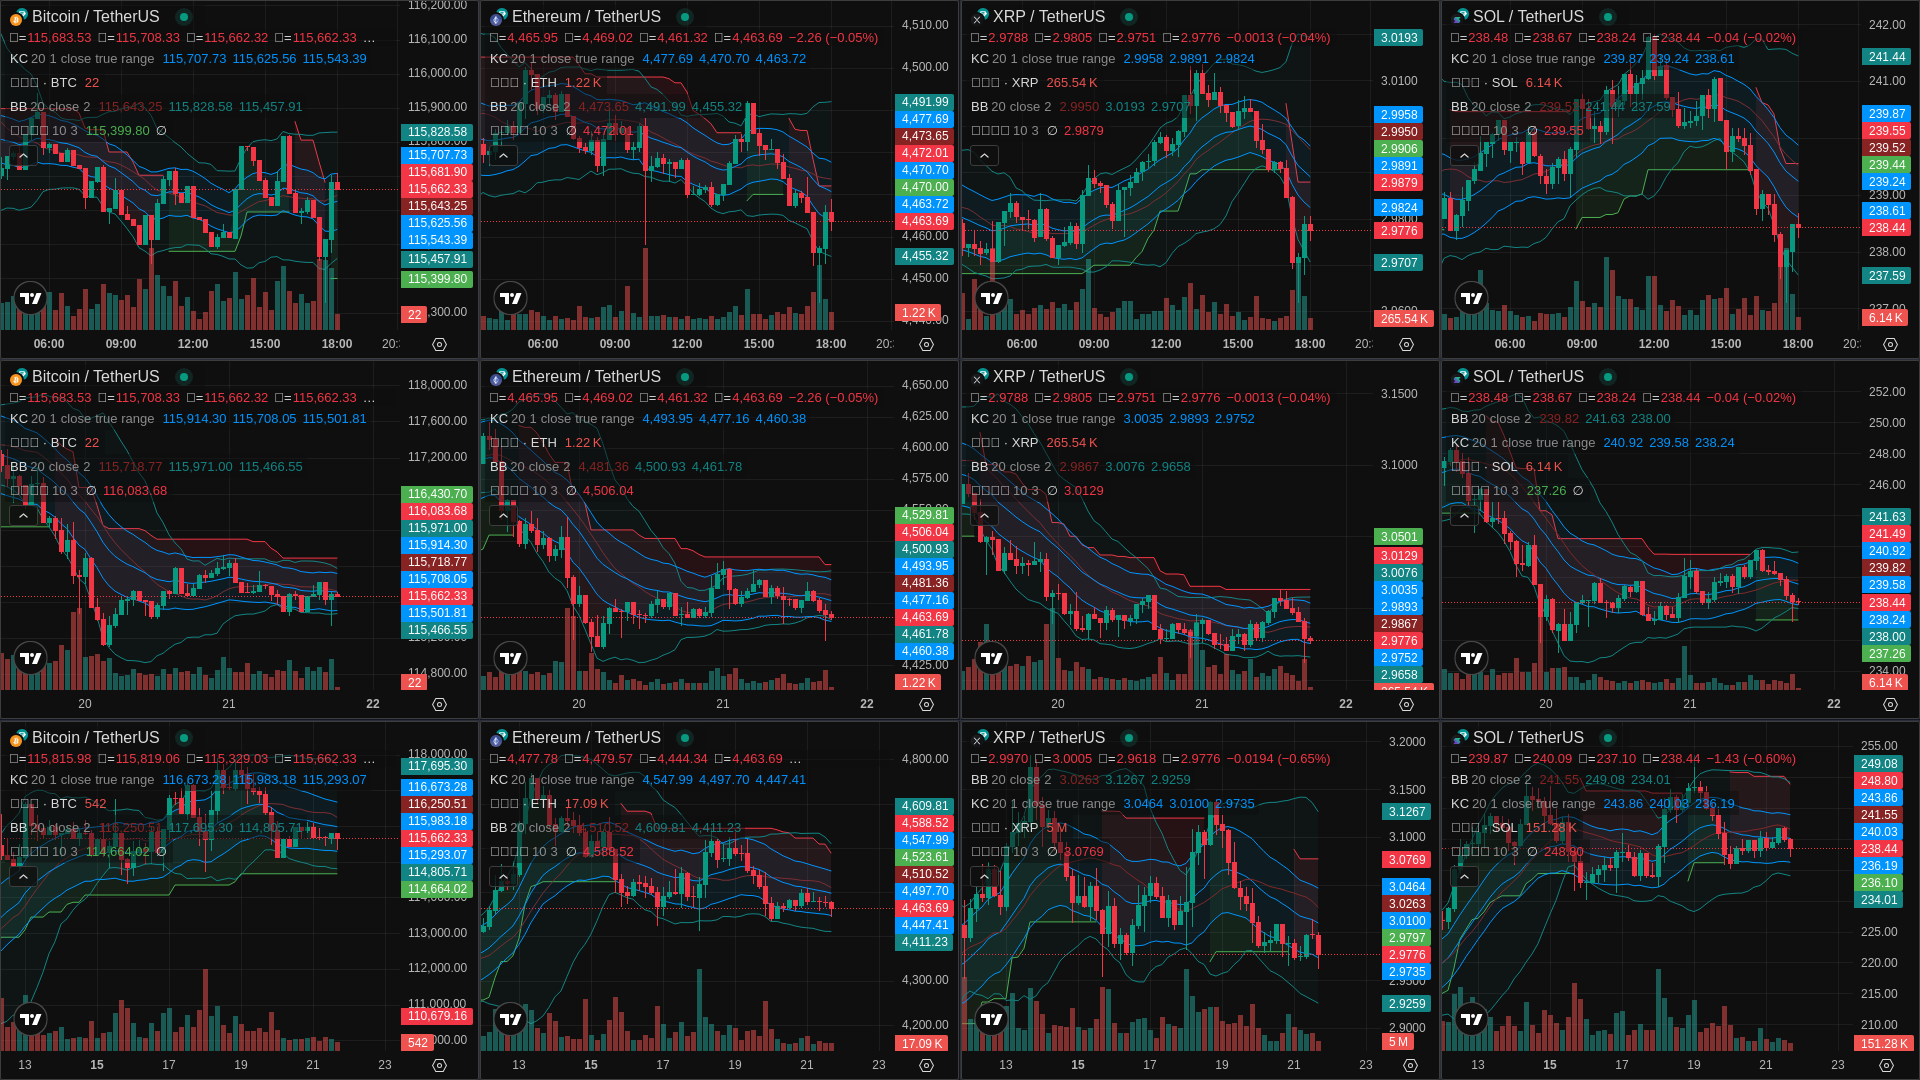 Bitcoin / TetherUS
□=115,683.53 □=115,708.33 □=115,662.32 □=115,662.33 ...
KC 20 1 close true range 115,707.73 115,625.56 115,543.39
□□□ · BTC 22
BB 20 close 2 115,643.25 115,828.58 115,457.91
□□□□ 10 3 115,399.80 ∅
116,200.00
116,100.00
116,000.00
115,900.00
115,828.58
115,707.73
115,681.90
115,662.33
115,643.25
115,625.56
115,543.39
115,457.91
115,399.80
22
06:00 09:00 12:00 15:00 18:00
Ethereum / TetherUS
□=4,465.95 □=4,469.02 □=4,461.32 □=4,463.69 −2.26 (−0.05%)
KC 20 1 close true range 4,477.69 4,470.70 4,463.72
□□□ · ETH 1.22 K
BB 20 close 2 4,473.65 4,491.99 4,455.32
□□□□ 10 3 ∅ 4,472.01
4,510.00
4,500.00
4,491.99
4,477.69
4,473.65
4,472.01
4,470.70
4,470.00
4,463.72
4,463.69
4,460.00
4,455.32
4,450.00
1.22 K
06:00 09:00 12:00 15:00 18:00
XRP / TetherUS
□=2.9788 □=2.9805 □=2.9751 □=2.9776 −0.0013 (−0.04%)
KC 20 1 close true range 2.9958 2.9891 2.9824
□□□ · XRP 265.54 K
BB 20 close 2 2.9950 3.0193 2.9707
□□□□ 10 3 ∅ 2.9879
3.0193
3.0100
2.9958
2.9950
2.9906
2.9891
2.9879
2.9824
2.9800
2.9776
2.9707
265.54 K
06:00 09:00 12:00 15:00 18:00
SOL / TetherUS
□=238.48 □=238.67 □=238.24 □=238.44 −0.04 (−0.02%)
KC 20 1 close true range 239.87 239.24 238.61
□□□ · SOL 6.14 K
BB 20 close 2 239.52 241.44 237.59
□□□□ 10 3 ∅ 239.55
242.00
241.44
241.00
239.87
239.55
239.52
239.44
239.24
239.00
238.61
238.44
238.00
237.59
237.00
6.14 K
06:00 09:00 12:00 15:00 18:00
Bitcoin / TetherUS
□=115,683.53 □=115,708.33 □=115,662.32 □=115,662.33 ...
KC 20 1 close true range 115,914.30 115,708.05 115,501.81
□□□ · BTC 22
BB 20 close 2 115,718.77 115,971.00 115,466.55
□□□□ 10 3 ∅ 116,083.68
118,000.00
117,600.00
117,200.00
116,430.70
116,083.68
115,971.00
115,914.30
115,718.77
115,708.05
115,662.33
115,501.81
115,466.55
114,800.00
22
20 21 22
Ethereum / TetherUS
□=4,465.95 □=4,469.02 □=4,461.32 □=4,463.69 −2.26 (−0.05%)
KC 20 1 close true range 4,493.95 4,477.16 4,460.38
□□□ · ETH 1.22 K
BB 20 close 2 4,481.36 4,500.93 4,461.78
□□□□ 10 3 ∅ 4,506.04
4,650.00
4,625.00
4,600.00
4,575.00
4,550.00
4,529.81
4,506.04
4,500.93
4,493.95
4,481.36
4,477.16
4,463.69
4,461.78
4,460.38
4,425.00
1.22 K
20 21 22
XRP / TetherUS
□=2.9788 □=2.9805 □=2.9751 □=2.9776 −0.0013 (−0.04%)
KC 20 1 close true range 3.0035 2.9893 2.9752
□□□ · XRP 265.54 K
BB 20 close 2 2.9867 3.0076 2.9658
□□□□ 10 3 ∅ 3.0129
3.1500
3.1000
3.0501
3.0129
3.0076
3.0035
2.9893
2.9867
2.9776
2.9752
2.9658
265.54 K
20 21 22
SOL / TetherUS
□=238.48 □=238.67 □=238.24 □=238.44 −0.04 (−0.02%)
BB 20 close 2 239.82 241.63 238.00
KC 20 1 close true range 240.92 239.58 238.24
□□□ · SOL 6.14 K
□□□□ 10 3 237.26 ∅
252.00
250.00
248.00
246.00
244.00
241.63
241.49
240.92
239.82
239.58
238.44
238.24
238.00
237.26
234.00
6.14 K
20 21 22
Bitcoin / TetherUS
□=115,815.98 □=115,819.06 □=115,329.03 □=115,662.33 ...
KC 20 1 close true range 116,673.28 115,983.18 115,293.07
□□□ · BTC 542
BB 20 close 2 116,250.51 117,695.30 114,805.71
□□□□ 10 3 114,664.02 ∅
118,000.00
117,695.30
116,673.28
116,250.51
115,983.18
115,662.33
115,293.07
114,805.71
114,664.02
114,000.00
113,000.00
112,000.00
111,000.00
110,679.16
542
13 15 17 19 21 23
Ethereum / TetherUS
□=4,477.78 □=4,479.57 □=4,444.34 □=4,463.69 ...
KC 20 1 close true range 4,547.99 4,497.70 4,447.41
□□□ · ETH 17.09 K
BB 20 close 2 4,510.52 4,609.81 4,411.23
□□□□ 10 3 ∅ 4,588.52
4,800.00
4,609.81
4,588.52
4,547.99
4,523.61
4,510.52
4,497.70
4,463.69
4,447.41
4,411.23
4,300.00
4,200.00
17.09 K
13 15 17 19 21 23
XRP / TetherUS
□=2.9970 □=3.0005 □=2.9618 □=2.9776 −0.0194 (−0.65%)
BB 20 close 2 3.0263 3.1267 2.9259
KC 20 1 close true range 3.0464 3.0100 2.9735
□□□ · XRP 5 M
□□□□ 10 3 ∅ 3.0769
3.2000
3.1500
3.1267
3.1000
3.0769
3.0464
3.0263
3.0100
2.9797
2.9776
2.9735
2.9500
2.9259
2.9000
5 M
13 15 17 19 21 23
SOL / TetherUS
□=239.87 □=240.09 □=237.10 □=238.44 −1.43 (−0.60%)
BB 20 close 2 241.55 249.08 234.01
KC 20 1 close true range 243.86 240.03 236.19
□□□ · SOL 151.28 K
□□□□ 10 3 ∅ 248.80
255.00
249.08
248.80
243.86
241.55
240.03
238.44
236.19
236.10
234.01
225.00
220.00
215.00
210.00
151.28 K
13 15 17 19 21 23